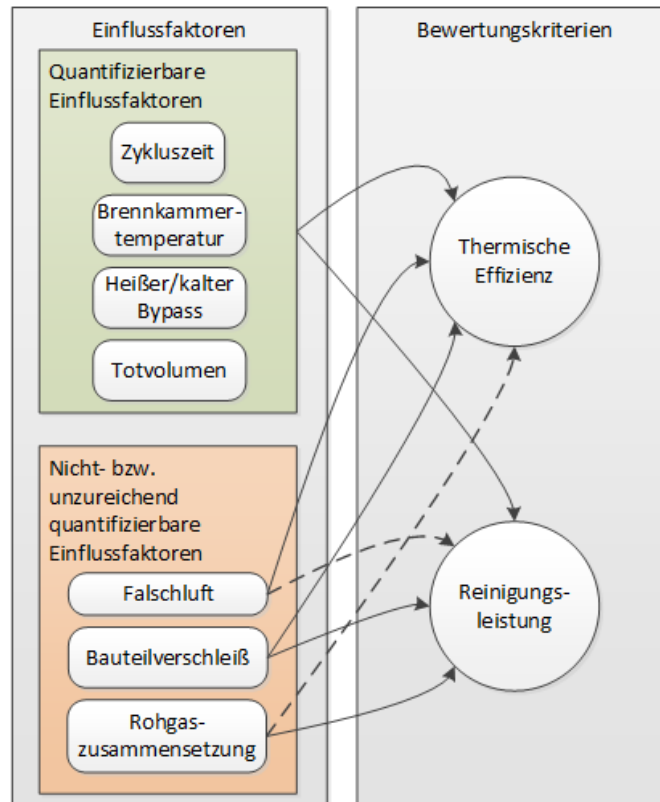 Einflussfaktoren
Quantifizierbare
Einflussfaktoren
Zykluszeit
Brennkammer-
temperatur
Heißer/kalter
Bypass
Totvolumen
Nicht- bzw.
unzureichend
quantifizierbare
Einflussfaktoren
Falschluft
Bauteilverschleiß
Rohgas-
zusammensetzung
Bewertungskriterien
Thermische
Effizienz
Reinigungs-
leistung